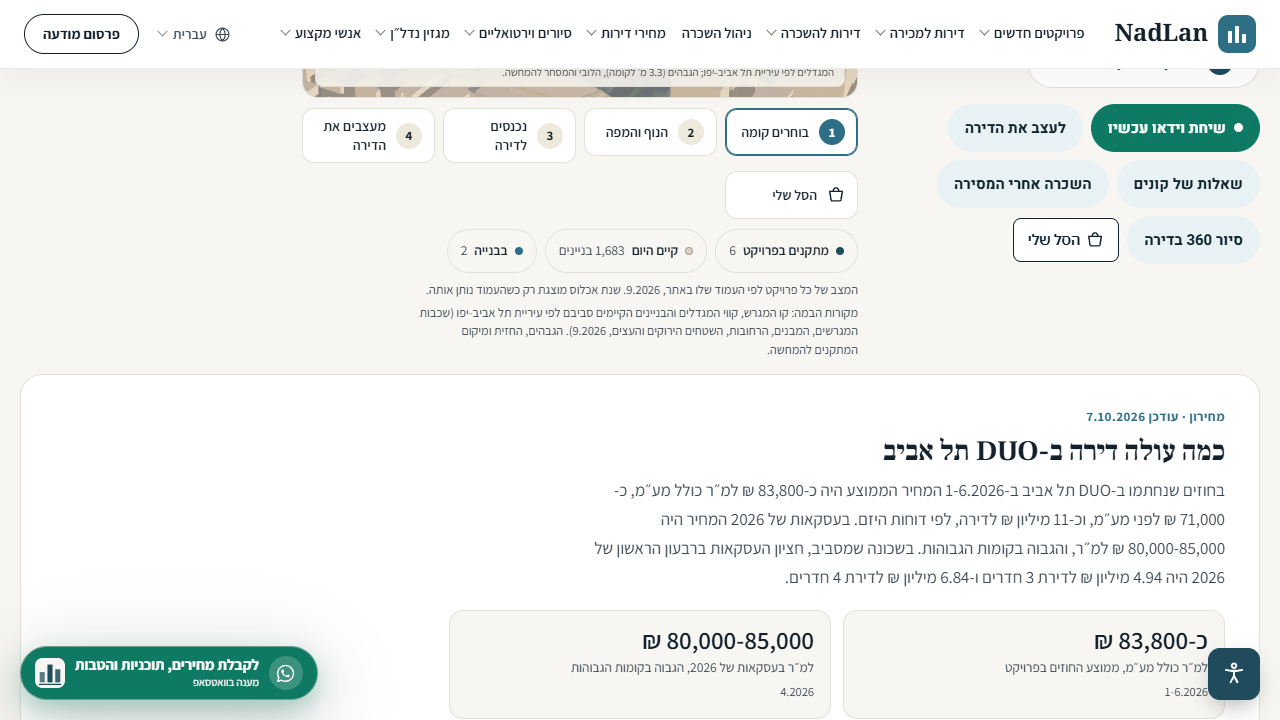 NadLan
פרויקטים חדשים
דירות למכירה
דירות להשכרה
ניהול השכרה
מחירי דירות
סיורים וירטואליים
מגזין נדל״ן
אנשי מקצוע
עברית
פרסום מודעה
המגדלים לפי עיריית תל אביב-יפו; הגבהים (3.3 מ׳ לקומה), הלובי והמסחר להמחשה.
שיחת וידאו עכשיו
לעצב את הדירה
שאלות של קונים
השכרה אחרי המסירה
סיור 360 בדירה
הסל שלי
1 בוחרים קומה
2 הנוף והמפה
3 נכנסים לדירה
4 מעצבים את הדירה
הסל שלי
מתקנים בפרויקט 6
קיים היום 1,683 בניינים
בבנייה 2
המצב של כל פרויקט לפי העמוד שלו באתר, 9.2026. שנת אכלוס מוצגת רק כשהעמוד נותן אותה.
מקורות הבמה: קו המגרש, קווי המגדלים והבניינים הקיימים סביבם לפי עיריית תל אביב-יפו (שכבות
המגרשים, המבנים, הרחובות, השטחים הירוקים והעצים, 9.2026). הגבהים, החזית ומיקום
המתקנים להמחשה.
מחירון · עודכן 7.10.2026
כמה עולה דירה ב-DUO תל אביב
בחוזים שנחתמו ב-DUO תל אביב ב-1-6.2026 המחיר הממוצע היה כ-83,800 ₪ למ״ר כולל מע״מ, כ-
71,000 ₪ לפני מע״מ, וכ-11 מיליון ₪ לדירה, לפי דוחות היזם. בעסקאות של 2026 המחיר היה
80,000-85,000 ₪ למ״ר, והגבוה בקומות הגבוהות. בשכונה שמסביב, חציון העסקאות ברבעון הראשון של
2026 היה 4.94 מיליון ₪ לדירת 3 חדרים ו-6.84 מיליון ₪ לדירת 4 חדרים.
כ-83,800 ₪
למ״ר כולל מע״מ, ממוצע החוזים בפרויקט
1-6.2026
80,000-85,000 ₪
למ״ר בעסקאות של 2026, הגבוה בקומות הגבוהות
4.2026
לקבלת מחירים, תוכניות והטבות
מענה בוואטסאפ